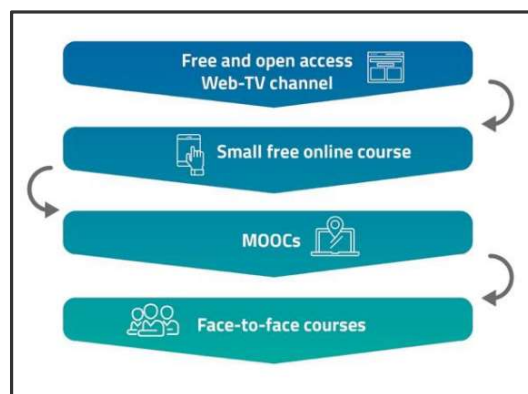 Free and open access
Web-TV channel
Small free online course
MOOCs
Face-to-face courses